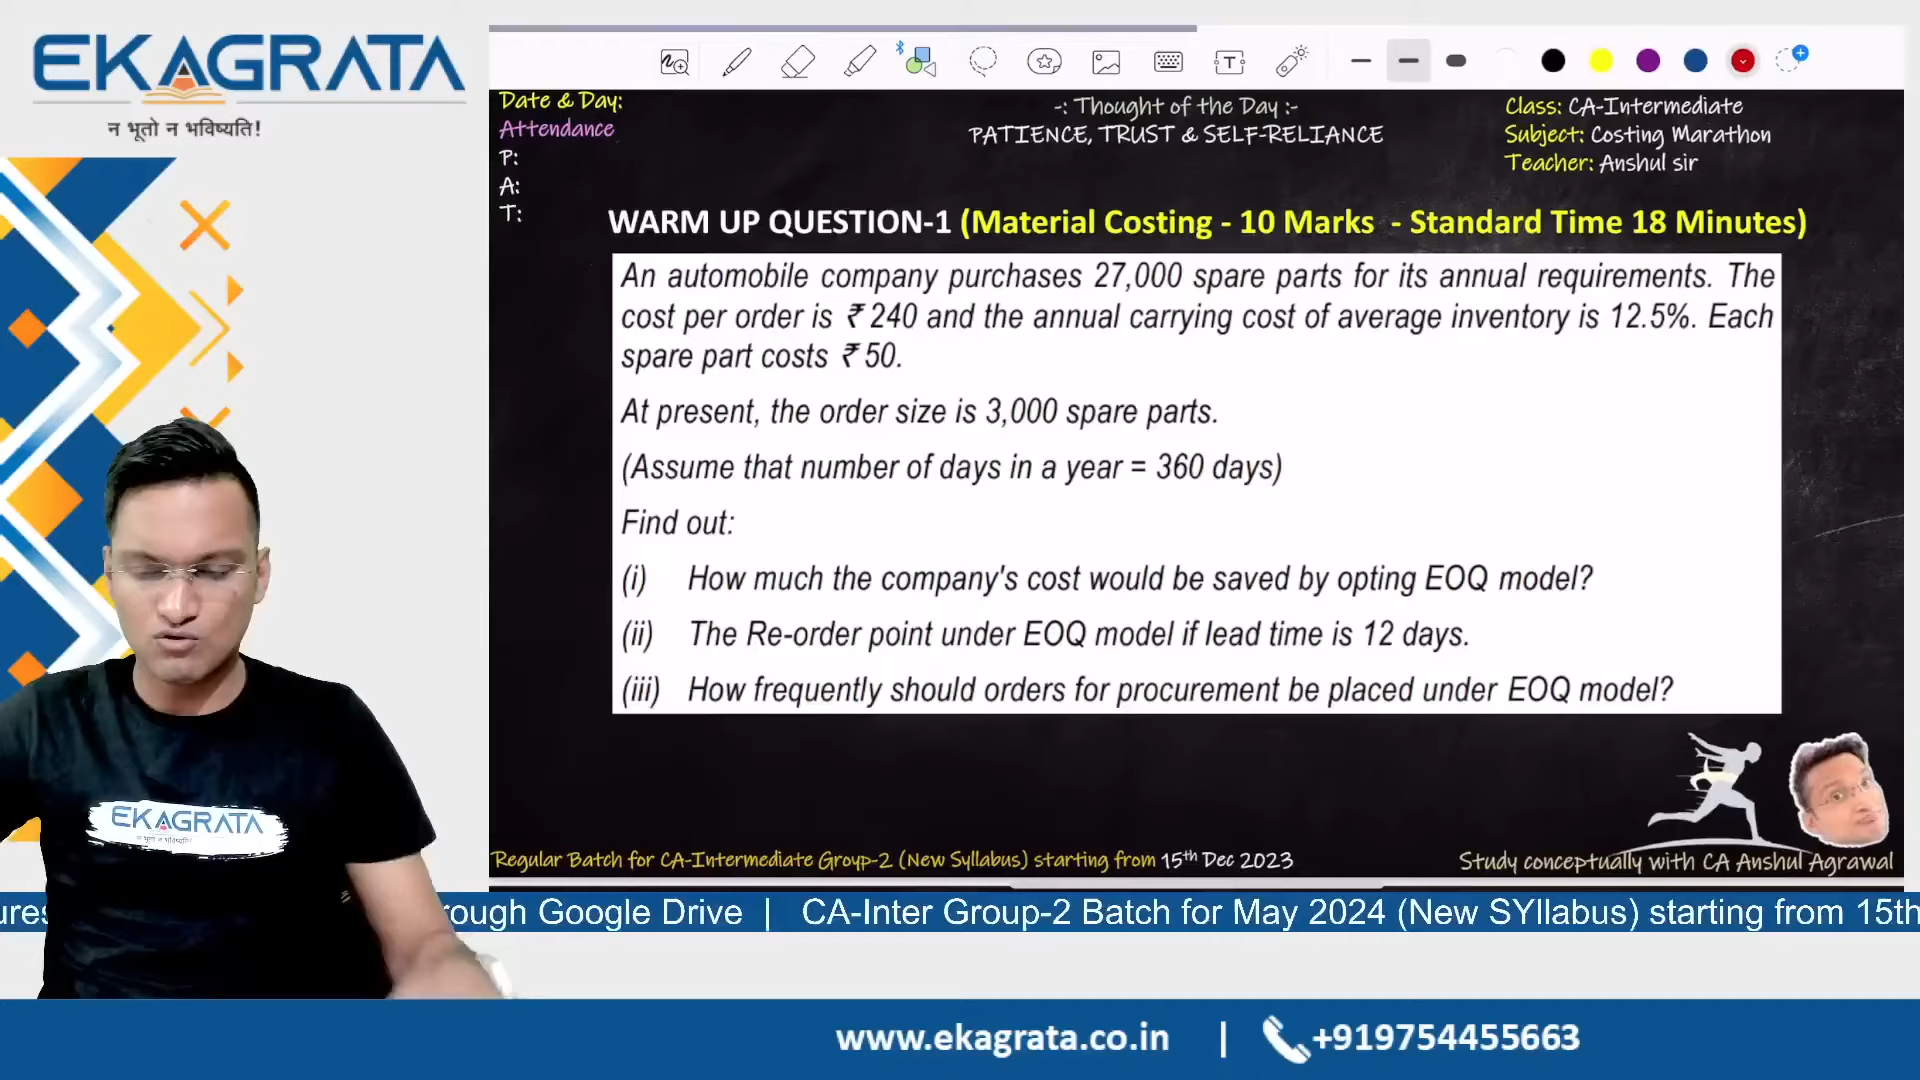 EKAGRATA
न भूतो न भविष्यति!
Date & Day:
Attendance
P:
A:
T:
-: Thought of the Day :-
PATIENCE, TRUST & SELF-RELIANCE
Class: CA-Intermediate
Subject: Costing Marathon
Teacher: Anshul sir
WARM UP QUESTION-1 (Material Costing - 10 Marks - Standard Time 18 Minutes)
An automobile company purchases 27,000 spare parts for its annual requirements. The
cost per order is ₹ 240 and the annual carrying cost of average inventory is 12.5%. Each
spare part costs ₹ 50.
At present, the order size is 3,000 spare parts.
(Assume that number of days in a year = 360 days)
Find out:
(i) How much the company's cost would be saved by opting EOQ model?
(ii) The Re-order point under EOQ model if lead time is 12 days.
(iii) How frequently should orders for procurement be placed under EOQ model?
EKAGRATA
Regular Batch for CA-Intermediate Group-2 (New Syllabus) starting from 15th Dec 2023
Study conceptually with CA Anshul Agrawal
ures rough Google Drive | CA-Inter Group-2 Batch for May 2024 (New SYllabus) starting from 15th
www.ekagrata.co.in | +919754455663